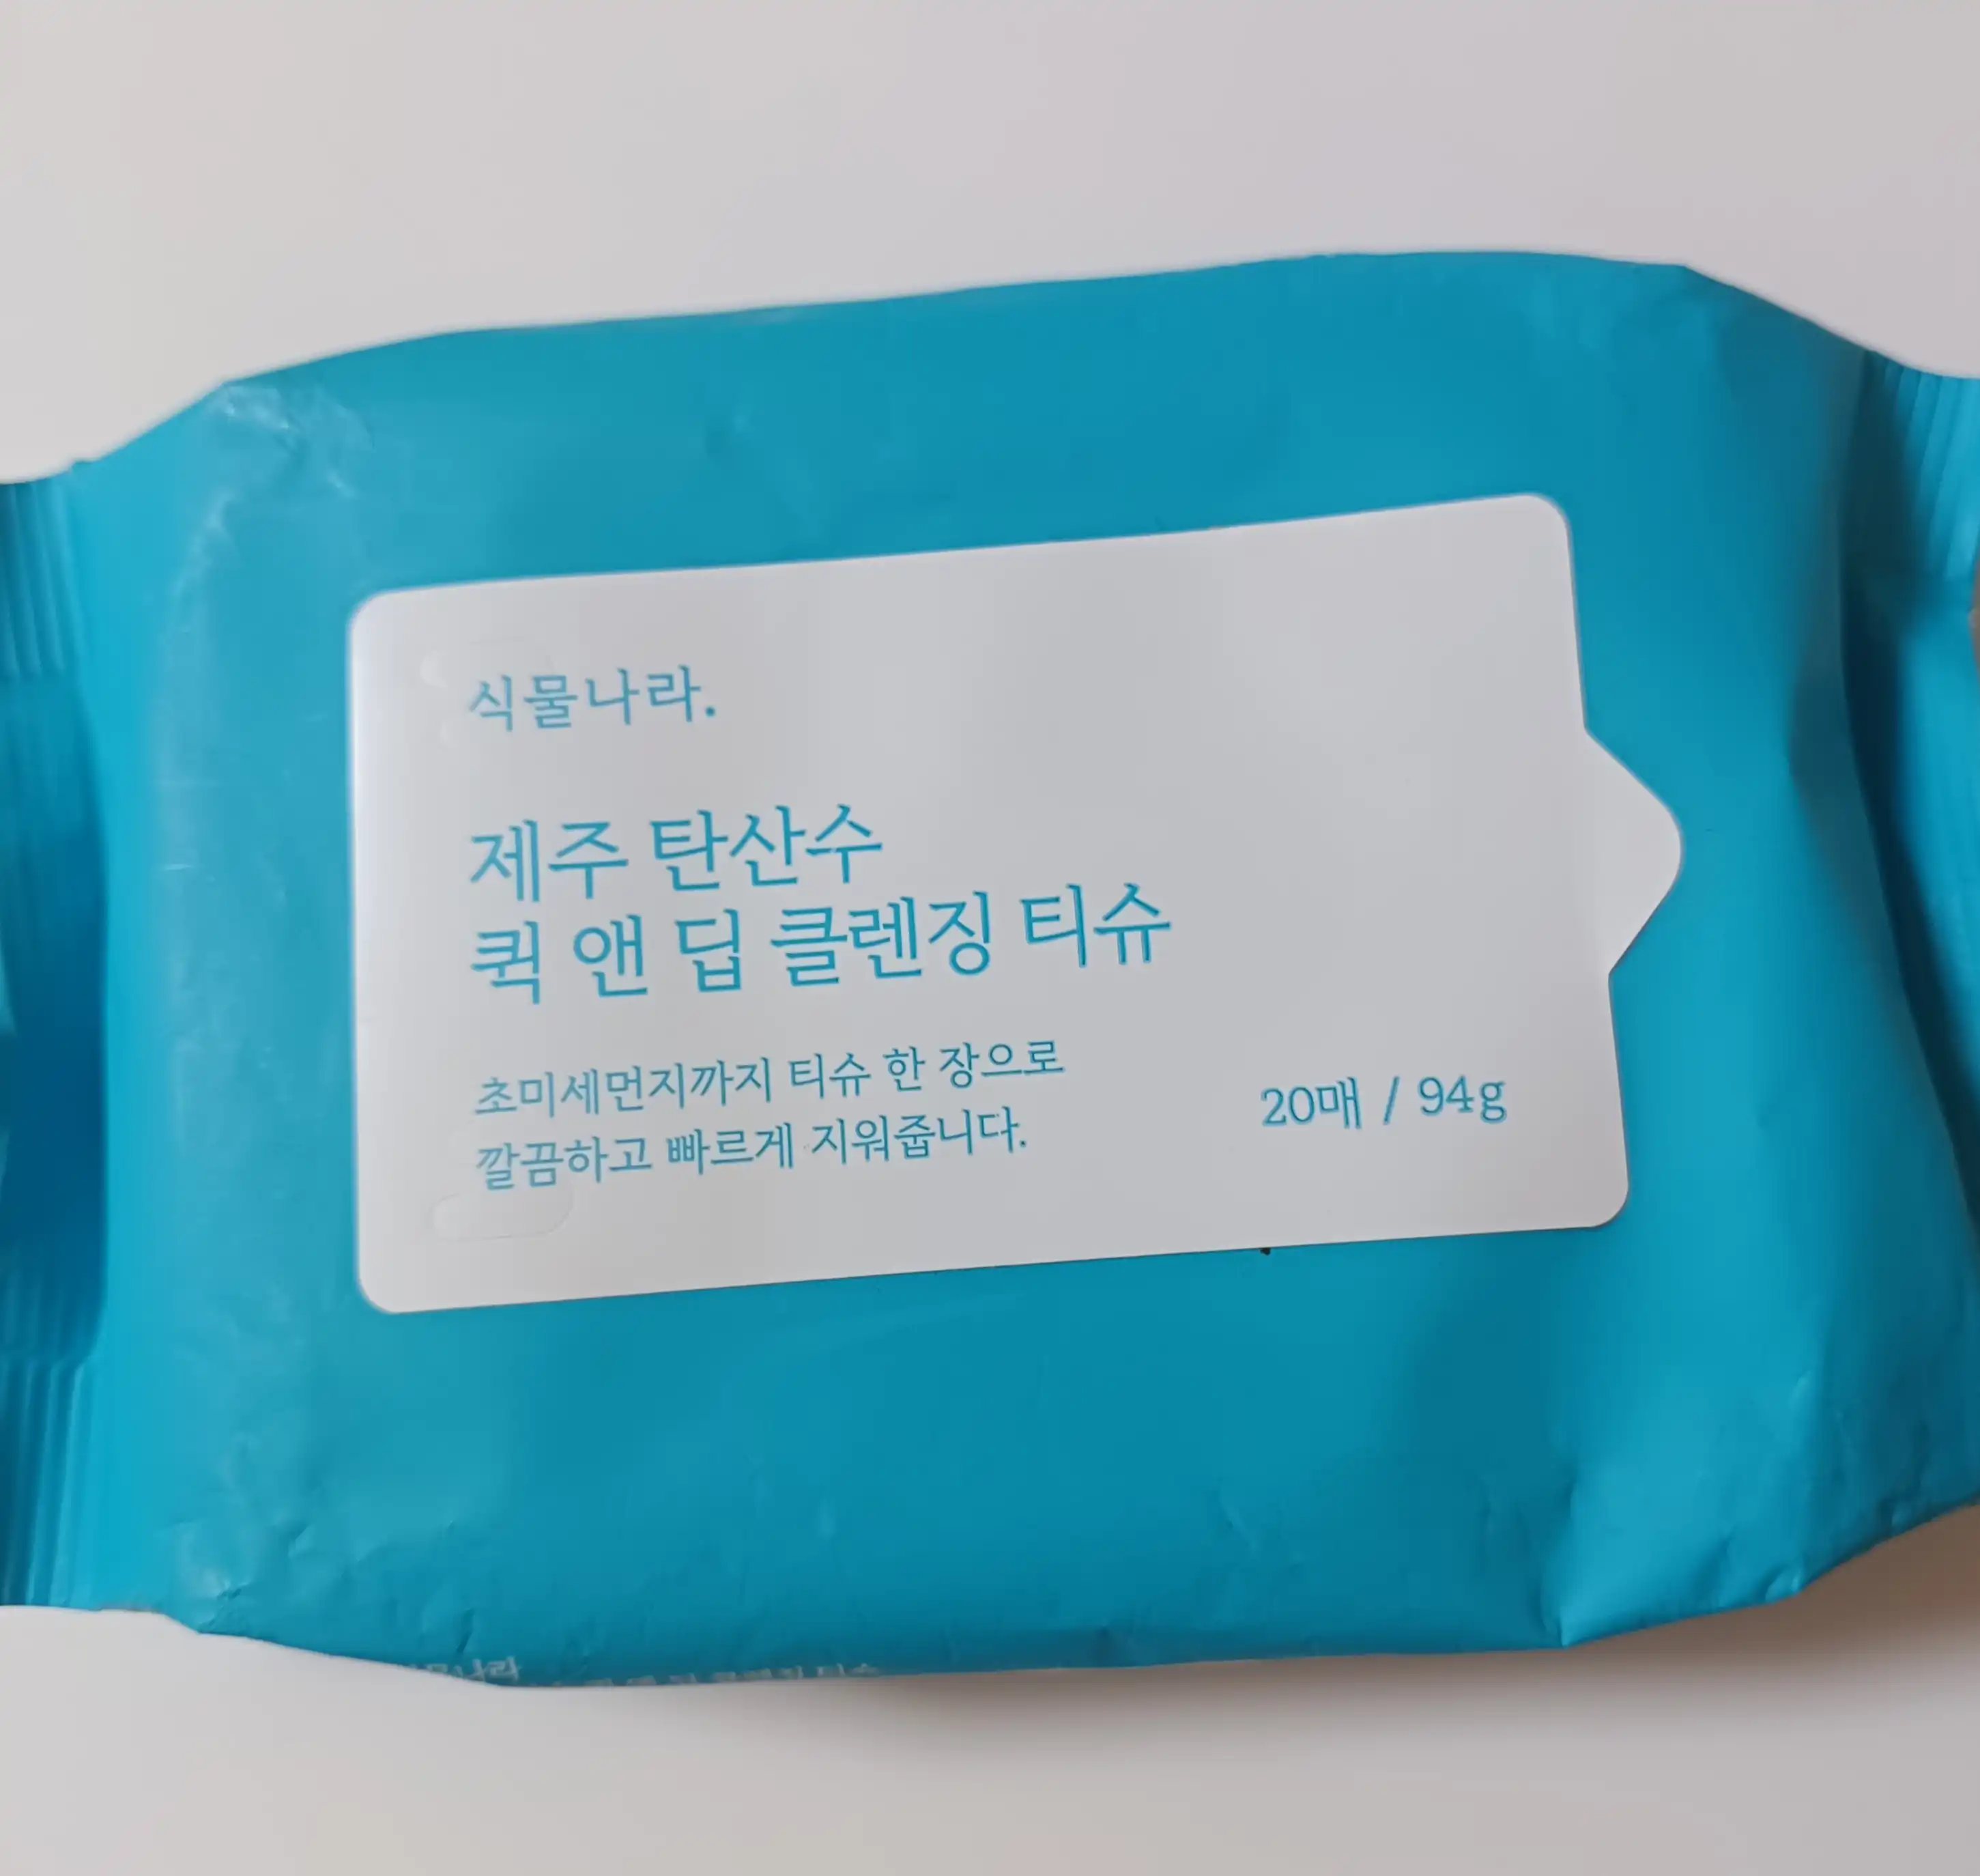 식물나라.
제주 탄산수
퀵 앤 딥 클렌징 티슈
초미세먼지까지 티슈 한 장으로
깔끔하고 빠르게 지워줍니다.
20매 / 94g